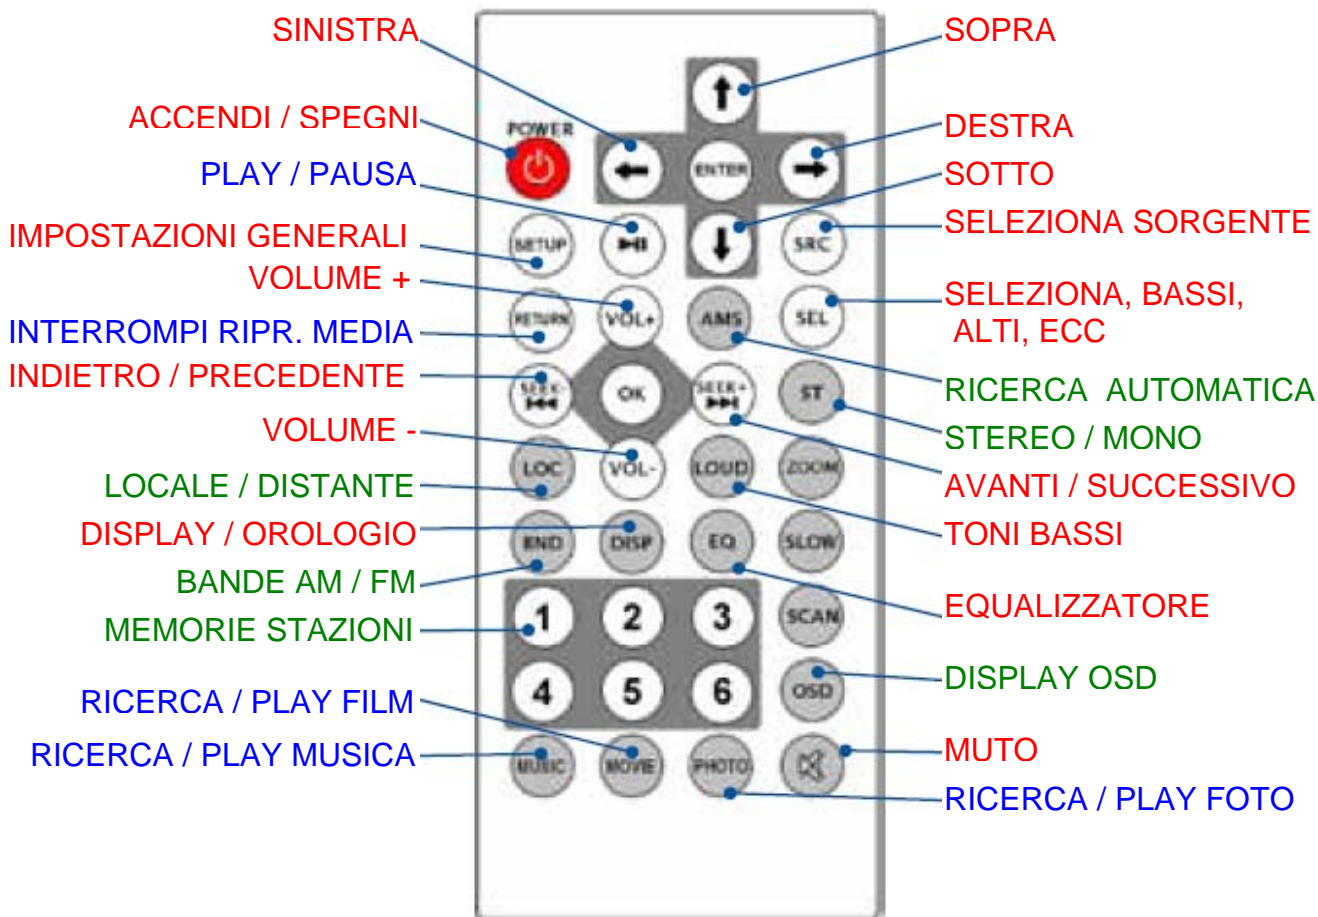 SINISTRA
SOPRA
ACCENDI / SPEGNI
POWER
DESTRA
PLAY / PAUSA
ENTER
SOTTO
IMPOSTAZIONI GENERALI
SETUP
SRC
SELEZIONA SORGENTE
VOLUME +
SELEZIONA, BASSI,
ALTI, ECC
INTERROMPI RIPR. MEDIA
RETURN
VOL+
AMS
SEL
INDIETRO / PRECEDENTE
SEEK-
OK
SEEK+
ST
RICERCA AUTOMATICA
VOLUME -
STEREO / MONO
LOCALE / DISTANTE
LOC
VOL-
LOUD
ZOOM
AVANTI / SUCCESSIVO
DISPLAY / OROLOGIO
BND
DISP
EQ
SLOW
TONI BASSI
BANDE AM / FM
EQUALIZZATORE
MEMORIE STAZIONI
1 2 3
SCAN
4 5 6
OSD
DISPLAY OSD
RICERCA / PLAY FILM
RICERCA / PLAY MUSICA
MUSIC
MOVIE
PHOTO
MUTO
RICERCA / PLAY FOTO